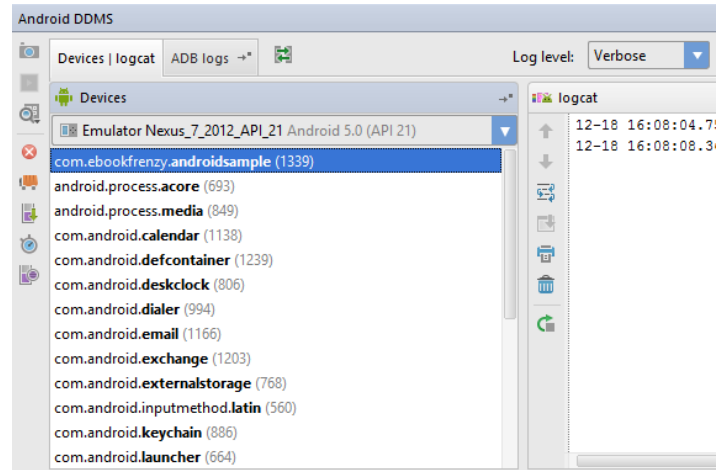 Android DDMS
Devices | logcat ADB logs Log level: Verbose
Devices
Emulator Nexus_7_2012_API_21 Android 5.0 (API 21)
com.ebookfrenzy.androidsample (1339)
android.process.acore (693)
android.process.media (849)
com.android.calendar (1138)
com.android.defcontainer (1239)
com.android.deskclock (806)
com.android.dialer (994)
com.android.email (1166)
com.android.exchange (1203)
com.android.externalstorage (768)
com.android.inputmethod.latin (560)
com.android.keychain (886)
com.android.launcher (664)
logcat
12-18 16:08:04.75
12-18 16:08:08.34